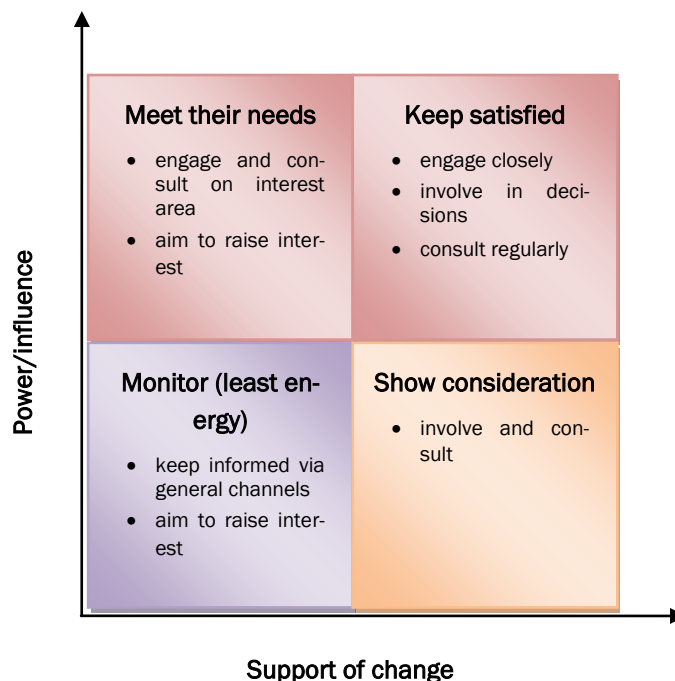 Meet their needs
• engage and con-
sult on interest
area
• aim to raise inter-
est
Keep satisfied
• engage closely
• involve in deci-
sions
• consult regularly
Power/influence
Monitor (least en-
ergy)
• keep informed via
general channels
• aim to raise inter-
est
Show consideration
• involve and con-
sult
Support of change